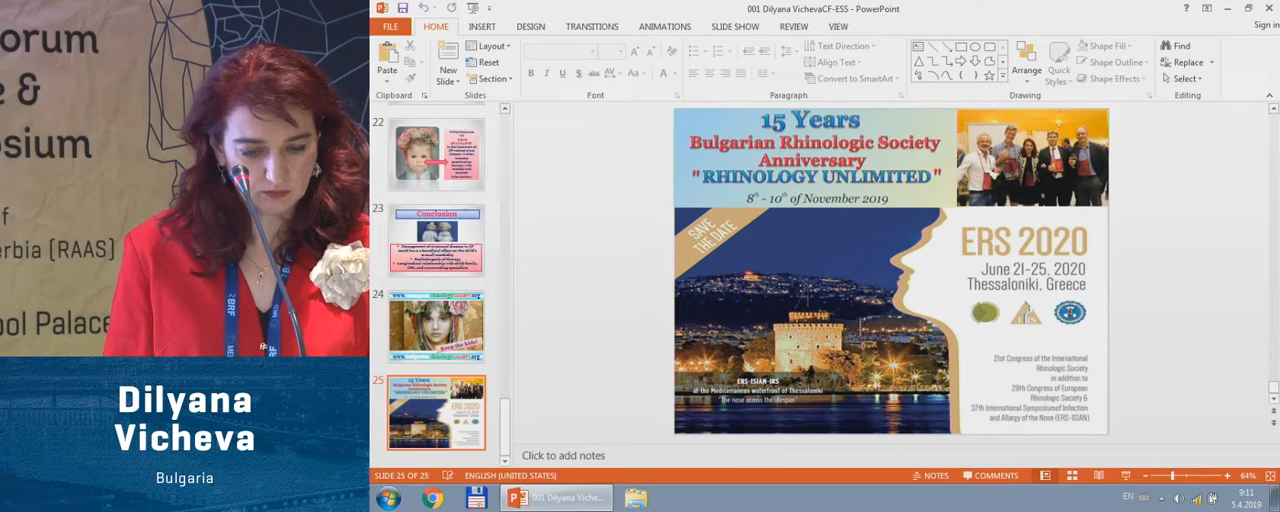 orum
e &
osium
of
erbia (RAAS)
ool Palace
BRF
Dilyana
Vicheva
Bulgaria
001 Dilyana VichevaCF-ESS - PowerPoint
Sign in
FILE
HOME
INSERT
DESIGN
TRANSITIONS
ANIMATIONS
SLIDE SHOW
REVIEW
VIEW
Paste
Clipboard
New
Slide
Layout
Reset
Section
Slides
Font
Text Direction
Align Text
Convert to SmartArt
Paragraph
Arrange
Quick
Styles
Shape Fill
Shape Outline
Shape Effects
Drawing
Find
Replace
Select
Editing
22
23
Conclusion
24
Keep the kids!
25
15 Years
Bulgarian Rhinologic Society
Anniversary
"RHINOLOGY UNLIMITED"
8th - 10th of November 2019
SAVE
THE DATE
ERS 2020
June 21-25, 2020
Thessaloniki, Greece
21st Congress of the International
Rhinologic Society
in addition to
28th Congress of European
Rhinologic Society &
37th International Symposium of Infection
and Allergy of the Nose (ERS-ISIAN)
ERS-ISIAN-IRS
at the Mediterranean waterfront of Thessaloniki
"The nose across the lifespan"
Click to add notes
SLIDE 25 OF 25
ENGLISH (UNITED STATES)
NOTES
COMMENTS
64%
001 Dilyana Viche...
EN
9:11
5.4.2019